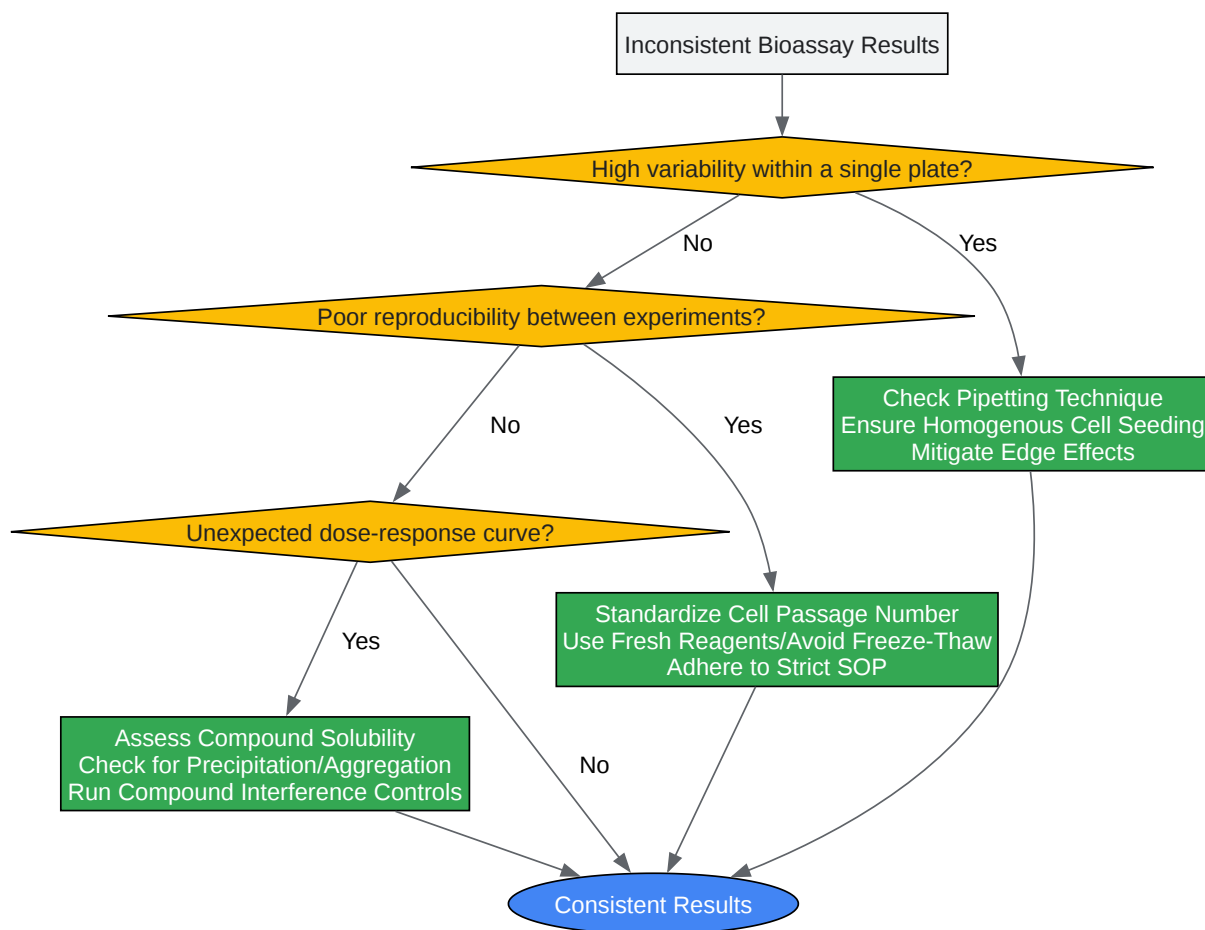 Inconsistent Bioassay Results
High variability within a single plate?
No
Yes
Poor reproducibility between experiments?
Check Pipetting Technique
Ensure Homogenous Cell Seeding
Mitigate Edge Effects
No
Yes
Unexpected dose-response curve?
Standardize Cell Passage Number
Use Fresh Reagents/Avoid Freeze-Thaw
Adhere to Strict SOP
Yes
Assess Compound Solubility
Check for Precipitation/Aggregation
Run Compound Interference Controls
No
Consistent Results